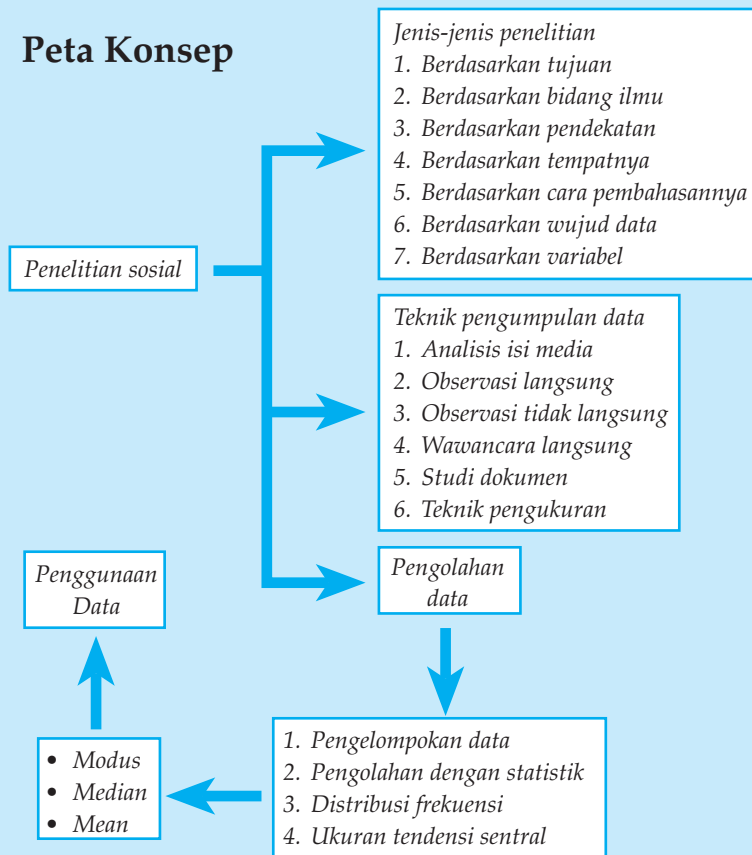 Peta Konsep
Jenis-jenis penelitian
1. Berdasarkan tujuan
2. Berdasarkan bidang ilmu
3. Berdasarkan pendekatan
4. Berdasarkan tempatnya
5. Berdasarkan cara pembahasannya
6. Berdasarkan wujud data
7. Berdasarkan variabel
Penelitian sosial
Teknik pengumpulan data
1. Analisis isi media
2. Observasi langsung
3. Observasi tidak langsung
4. Wawancara langsung
5. Studi dokumen
6. Teknik pengukuran
Pengolahan
data
1. Pengelompokan data
2. Pengolahan dengan statistik
3. Distribusi frekuensi
4. Ukuran tendensi sentral
• Modus
• Median
• Mean
Penggunaan
Data